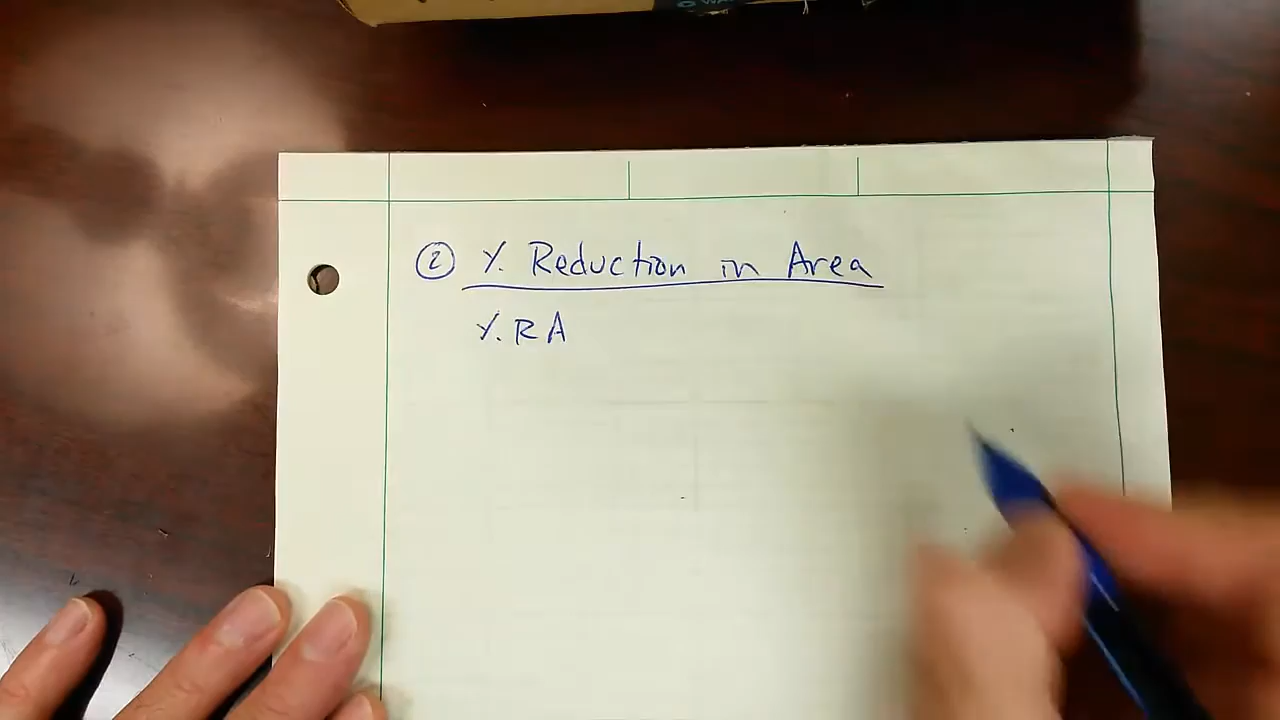 ② % Reduction in Area
% RA